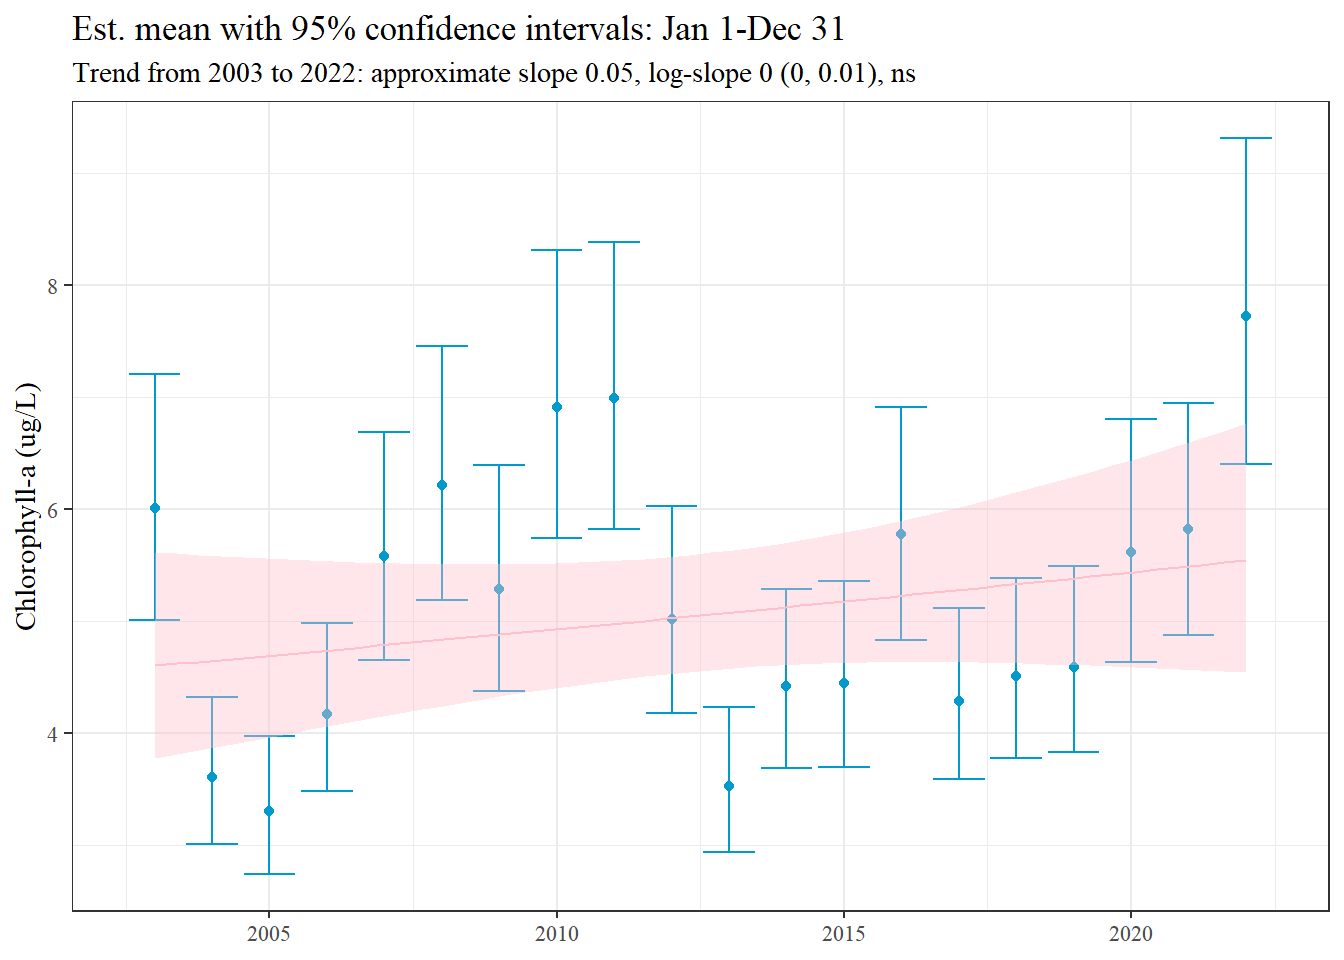 Est. mean with 95% confidence intervals: Jan 1-Dec 31
Trend from 2003 to 2022: approximate slope 0.05, log-slope 0 (0, 0.01), ns
Chlorophyll-a (ug/L)
8
6
4
2005
2010
2015
2020